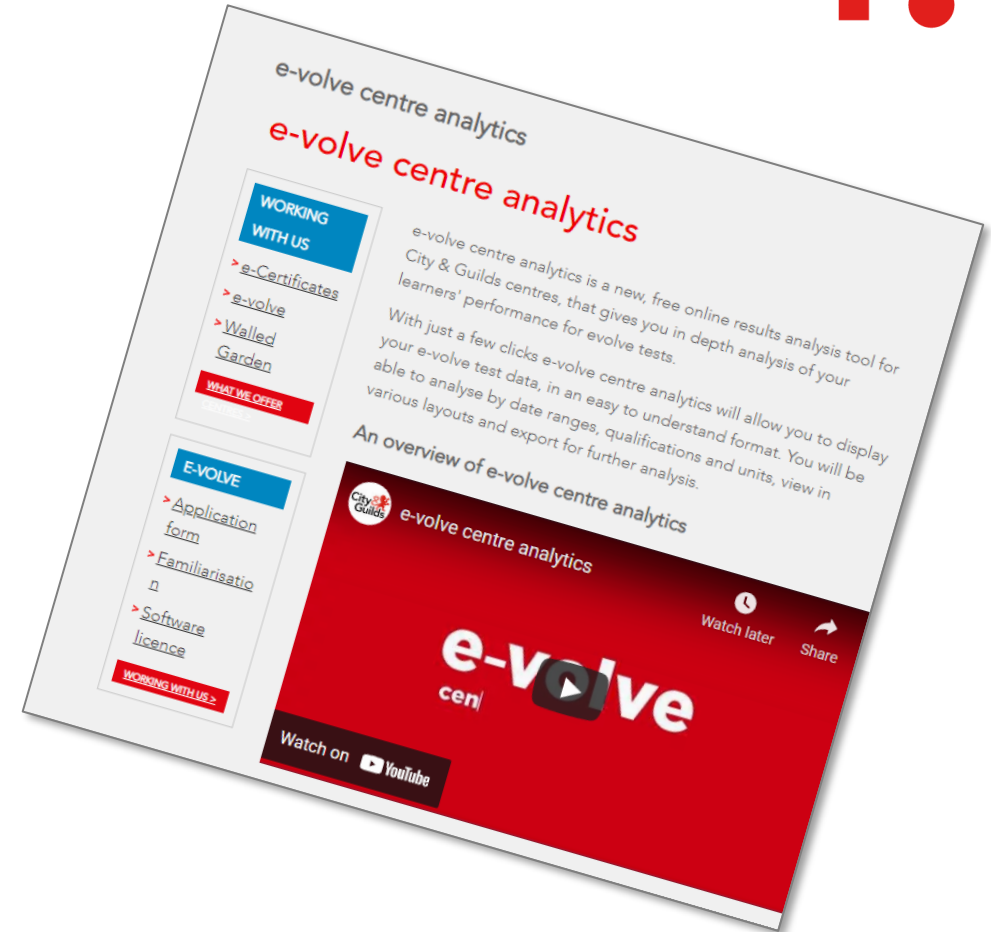 e-volve centre analytics
e-volve centre analytics
WORKING
WITH US
> e-Certificates
> e-volve
> Walled
Garden
WHAT WE OFFER
E-VOLVE
> Application
form
> Familiarisatio
n
> Software
licence
WORKING WITH US >
e-volve centre analytics is a new, free online results analysis tool for
City & Guilds centres, that gives you in depth analysis of your
learners' performance for evolve tests.
With just a few clicks e-volve centre analytics will allow you to display
your e-volve test data, in an easy to understand format. You will be
able to analyse by date ranges, qualifications and units, view in
various layouts and export for further analysis.
An overview of e-volve centre analytics
City&
Guilds
e-volve centre analytics
Watch later
Share
e-volve
cen
Watch on YouTube